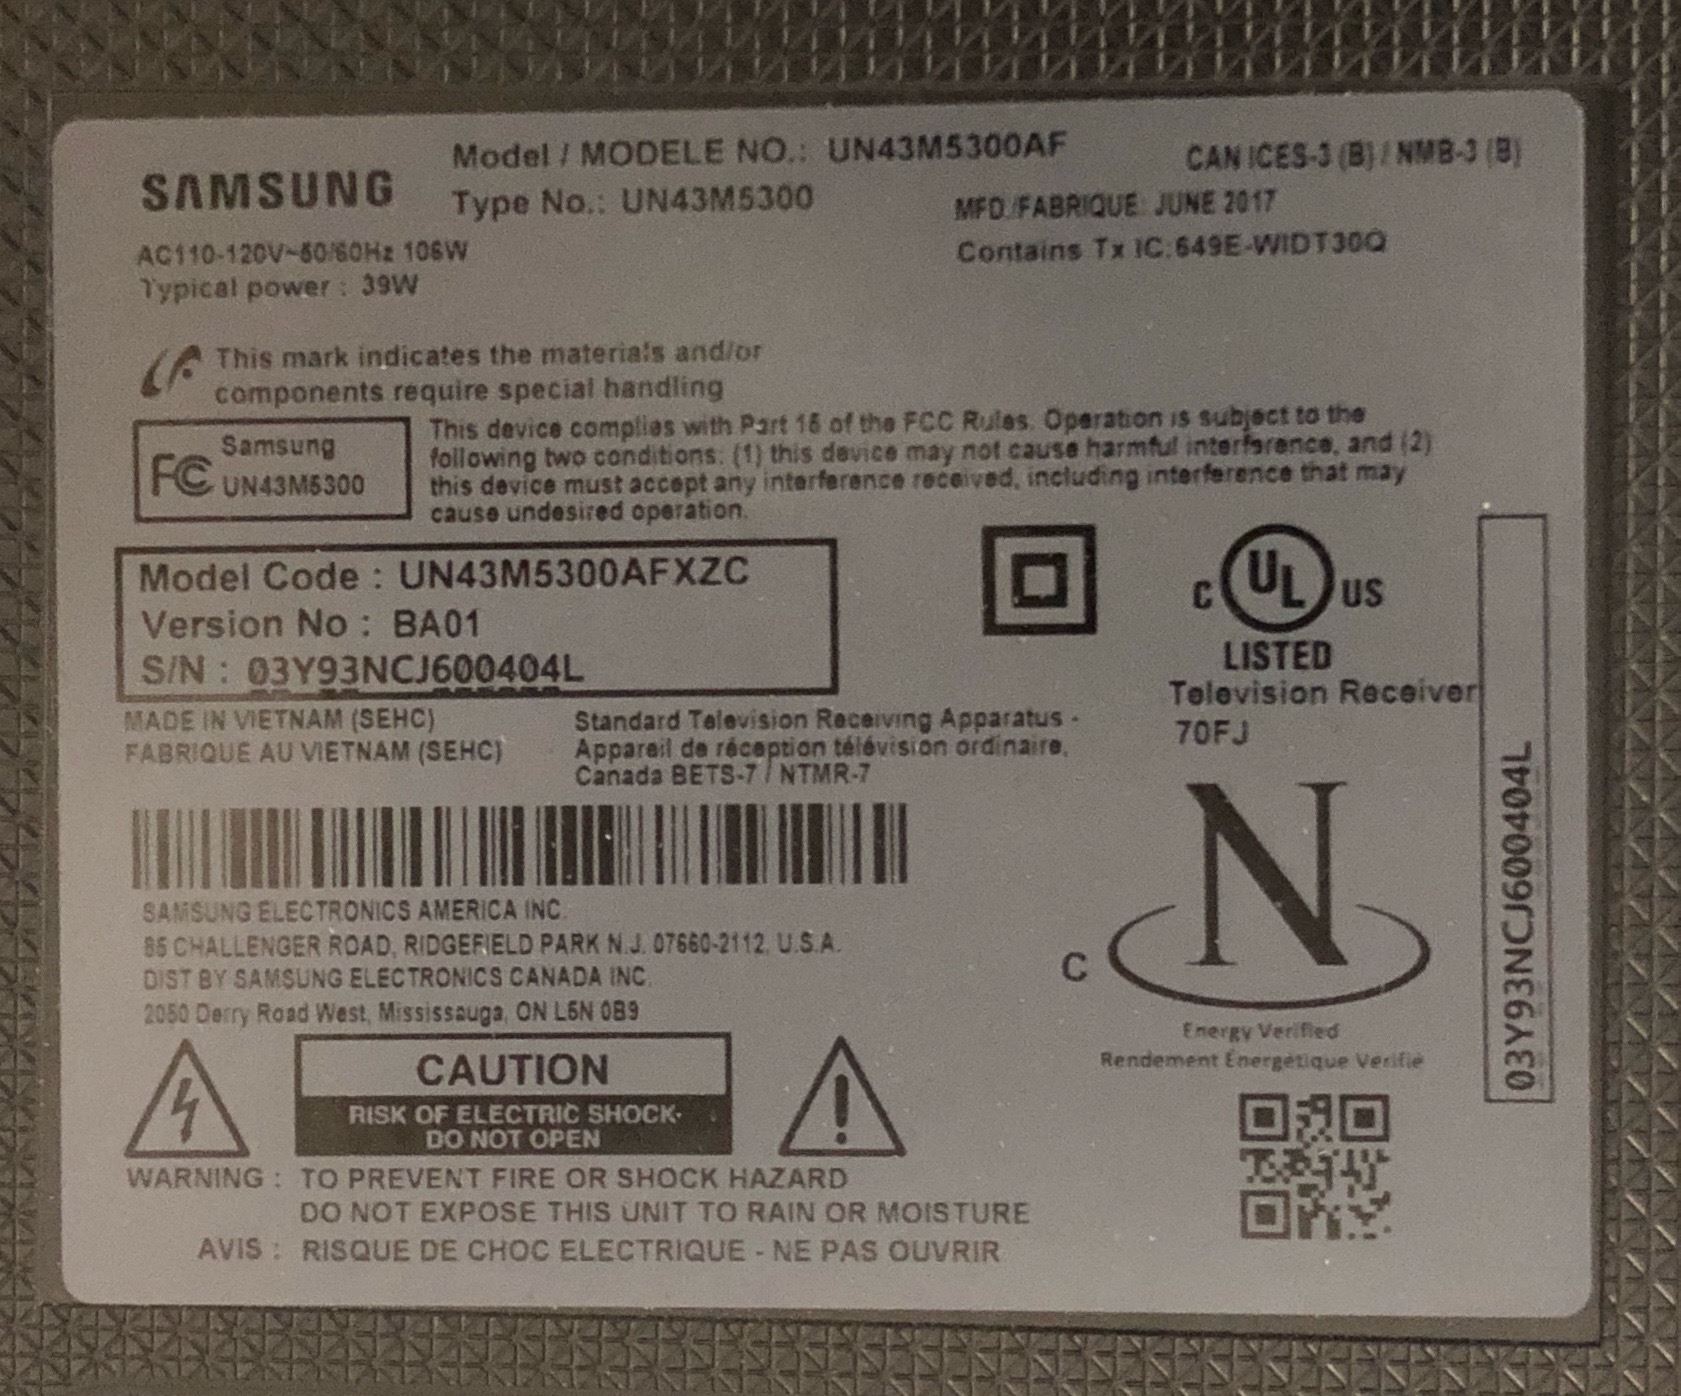 SAMSUNG
Model / MODELE NO.: UN43M5300AF
Type No.: UN43M5300
CAN ICES-3 (B) / NMB-3 (B)
MFD./FABRIQUE: JUNE 2017
Contains Tx IC:649E-WIDT30Q
AC110-120V~50/60Hz 106W
Typical power : 39W
This mark indicates the materials and/or
components require special handling
FC Samsung
UN43M5300
This device complies with Part 15 of the FCC Rules. Operation is subject to the
following two conditions: (1) this device may not cause harmful interference, and (2)
this device must accept any interference received, including interference that may
cause undesired operation.
Model Code : UN43M5300AFXZC
Version No : BA01
S/N : 03Y93NCJ600404L
C UL US
LISTED
Television Receiver
70FJ
MADE IN VIETNAM (SEHC)
FABRIQUE AU VIETNAM (SEHC)
Standard Television Receiving Apparatus -
Appareil de réception télévision ordinaire,
Canada BETS-7 / NTMR-7
SAMSUNG ELECTRONICS AMERICA INC.
85 CHALLENGER ROAD, RIDGEFIELD PARK N.J. 07660-2112, U.S.A.
DIST BY SAMSUNG ELECTRONICS CANADA INC.
2050 Derry Road West, Mississauga, ON L5N 0B9
C N
Energy Verified
Rendement Énergétique Vérifié
03Y93NCJ600404L
CAUTION
RISK OF ELECTRIC SHOCK·
DO NOT OPEN
WARNING : TO PREVENT FIRE OR SHOCK HAZARD
DO NOT EXPOSE THIS UNIT TO RAIN OR MOISTURE
AVIS : RISQUE DE CHOC ELECTRIQUE - NE PAS OUVRIR